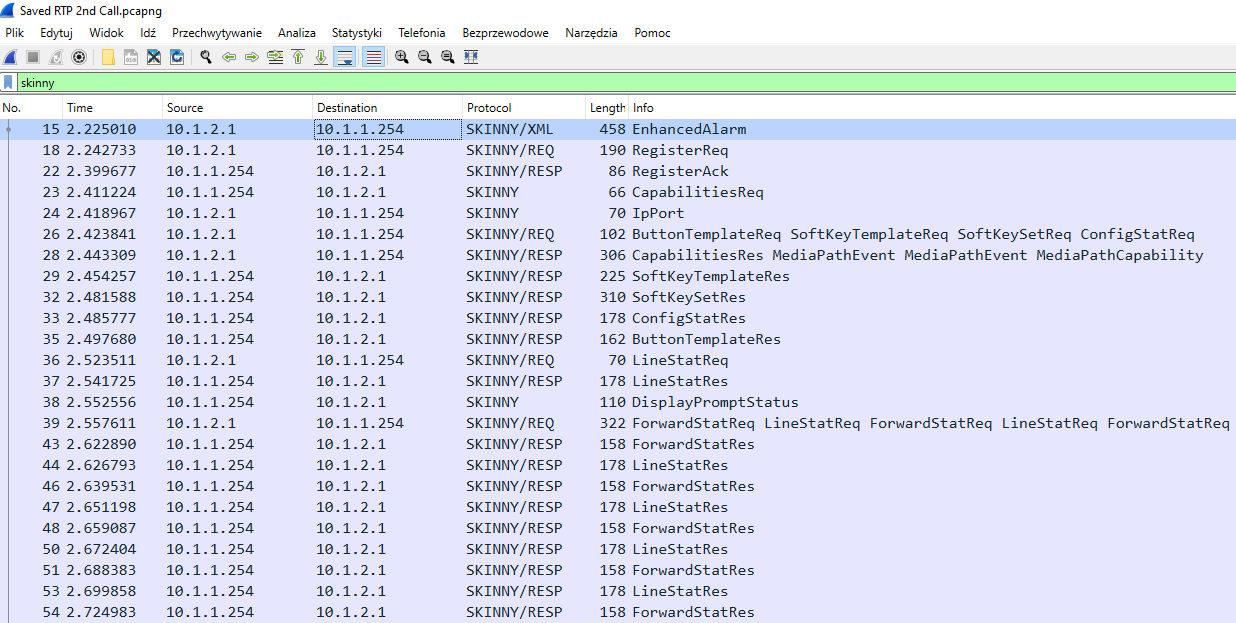 Saved RTP 2nd Call.pcapng
Plik Edytuj Widok Idź Przechwytywanie Analiza Statystyki Telefonia Bezprzewodowe Narzędzia Pomoc
skinny
No. Time Source Destination Protocol Length Info
15 2.225010 10.1.2.1 10.1.1.254 SKINNY/XML 458 EnhancedAlarm
18 2.242733 10.1.2.1 10.1.1.254 SKINNY/REQ 190 RegisterReq
22 2.399677 10.1.1.254 10.1.2.1 SKINNY/RESP 86 RegisterAck
23 2.411224 10.1.1.254 10.1.2.1 SKINNY 66 CapabilitiesReq
24 2.418967 10.1.2.1 10.1.1.254 SKINNY 70 IpPort
26 2.423841 10.1.2.1 10.1.1.254 SKINNY/REQ 102 ButtonTemplateReq SoftKeyTemplateReq SoftKeySetReq ConfigStatReq
28 2.443309 10.1.2.1 10.1.1.254 SKINNY/RESP 306 CapabilitiesRes MediaPathEvent MediaPathEvent MediaPathCapability
29 2.454257 10.1.1.254 10.1.2.1 SKINNY/RESP 225 SoftKeyTemplateRes
32 2.481588 10.1.1.254 10.1.2.1 SKINNY/RESP 310 SoftKeySetRes
33 2.485777 10.1.1.254 10.1.2.1 SKINNY/RESP 178 ConfigStatRes
35 2.497680 10.1.1.254 10.1.2.1 SKINNY/RESP 162 ButtonTemplateRes
36 2.523511 10.1.2.1 10.1.1.254 SKINNY/REQ 70 LineStatReq
37 2.541725 10.1.1.254 10.1.2.1 SKINNY/RESP 178 LineStatRes
38 2.552556 10.1.1.254 10.1.2.1 SKINNY 110 DisplayPromptStatus
39 2.557611 10.1.2.1 10.1.1.254 SKINNY/REQ 322 ForwardStatReq LineStatReq ForwardStatReq LineStatReq ForwardStatReq
43 2.622890 10.1.1.254 10.1.2.1 SKINNY/RESP 158 ForwardStatRes
44 2.626793 10.1.1.254 10.1.2.1 SKINNY/RESP 178 LineStatRes
46 2.639531 10.1.1.254 10.1.2.1 SKINNY/RESP 158 ForwardStatRes
47 2.651198 10.1.1.254 10.1.2.1 SKINNY/RESP 178 LineStatRes
48 2.659087 10.1.1.254 10.1.2.1 SKINNY/RESP 158 ForwardStatRes
50 2.672404 10.1.1.254 10.1.2.1 SKINNY/RESP 178 LineStatRes
51 2.688383 10.1.1.254 10.1.2.1 SKINNY/RESP 158 ForwardStatRes
53 2.699858 10.1.1.254 10.1.2.1 SKINNY/RESP 178 LineStatRes
54 2.724983 10.1.1.254 10.1.2.1 SKINNY/RESP 158 ForwardStatRes